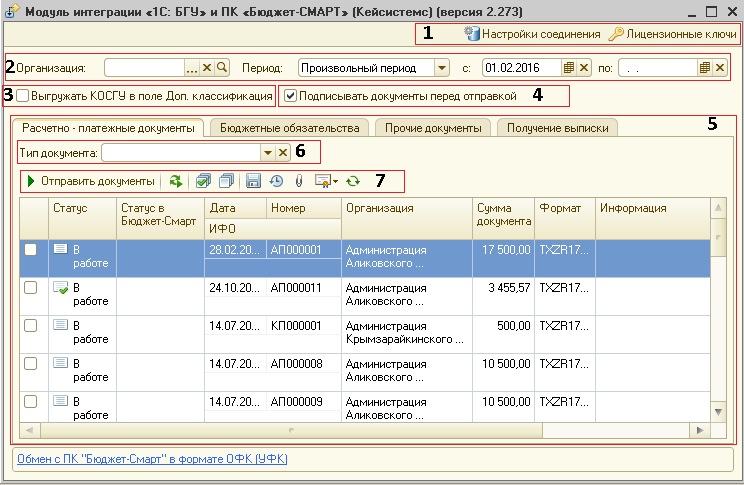 Модуль интеграции «1С: БГУ» и ПК «Бюджет-СМАРТ» (Кейсистемс) (версия 2.273)
1 Настройки соединения Лицензионные ключи
2 Организация: ... Период: Произвольный период с: 01.02.2016 по: . .
3 Выгружать КОСГУ в поле Доп. классификация Подписывать документы перед отправкой 4
Расчетно - платежные документы Бюджетные обязательства Прочие документы Получение выписки 5
Тип документа: 6
Отправить документы 7
Статус Статус в Бюджет-Смарт Дата Номер Организация Сумма документа Формат Информация
ИФО
В работе 28.02.20... АП000001 Администрация Аликовского ... 17 500,00 TXZR17...
В работе 24.10.20... АП000011 Администрация Аликовского ... 3 455,57 TXZR17...
В работе 14.07.20... КП000001 Администрация Крымзарайкинского ... 500,00 TXZR17...
В работе 14.07.20... АП000008 Администрация Аликовского ... 10 500,00 TXZR17...
В работе 14.07.20... АП000009 Администрация Аликовского ... 10 500,00 TXZR17...
Обмен с ПК "Бюджет-Смарт" в формате ОФК (УФК)